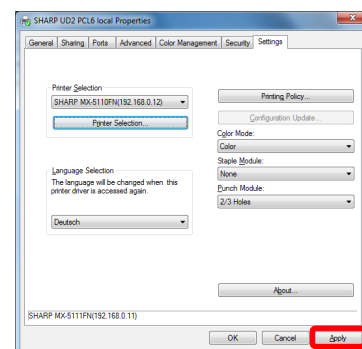 SHARP UD2 PCL6 local Properties
General Sharing Ports Advanced Color Management Security Settings
Printer Selection
SHARP MX-5110FN(192.168.0.12)
Printer Selection...
Language Selection
The language will be changed when this
printer driver is accessed again.
Deutsch
Printing Policy...
Configuration Update...
Color Mode:
Color
Staple Module:
None
Punch Module:
2/3 Holes
About...
SHARP MX-5111FN(192.168.0.11)
OK Cancel Apply